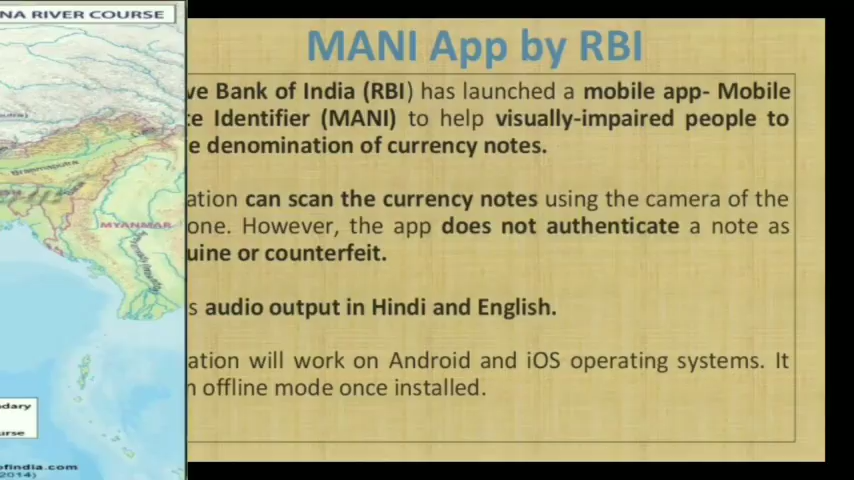 NA RIVER COURSE
MYANMAR
ofindia.com
2014)
MANI App by RBI
ve Bank of India (RBI) has launched a mobile app- Mobile
te Identifier (MANI) to help visually-impaired people to
e denomination of currency notes.
ation can scan the currency notes using the camera of the
one. However, the app does not authenticate a note as
uine or counterfeit.
s audio output in Hindi and English.
ation will work on Android and iOS operating systems. It
n offline mode once installed.